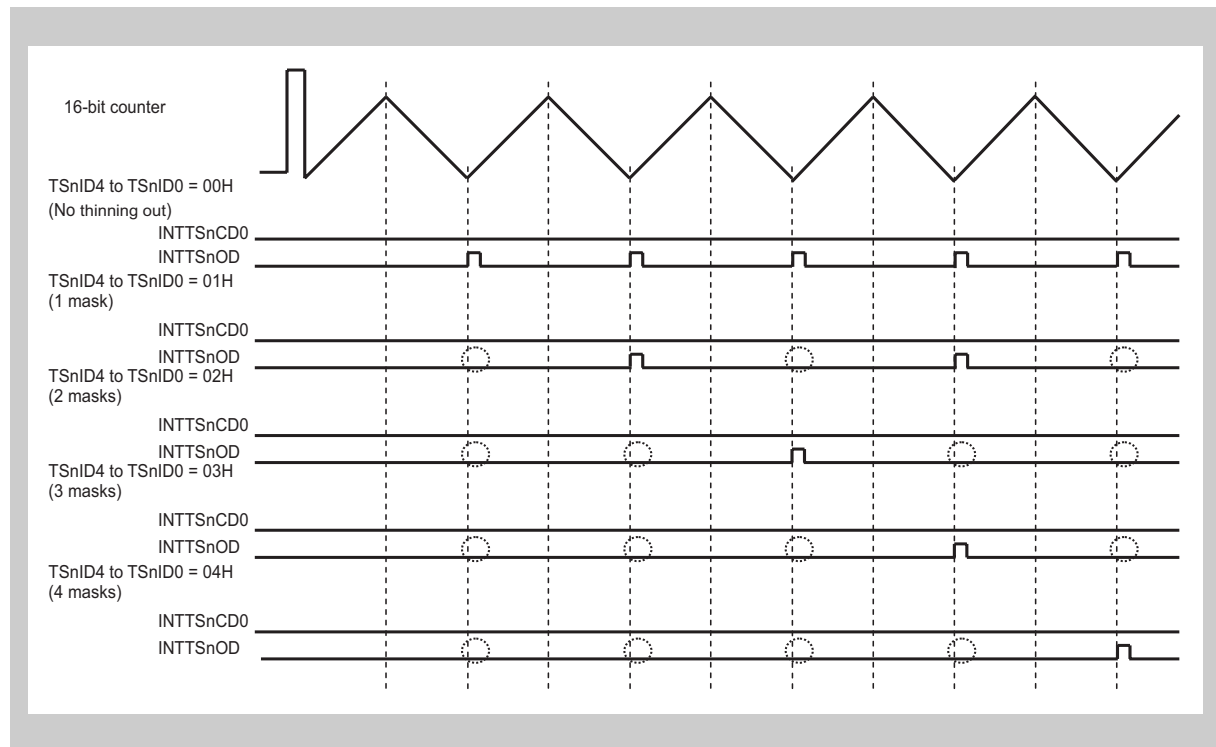 16-bit counter
TSnID4 to TSnID0 = 00H
(No thinning out)
INTTSnCD0
INTTSnOD
TSnID4 to TSnID0 = 01H
(1 mask)
INTTSnCD0
INTTSnOD
TSnID4 to TSnID0 = 02H
(2 masks)
INTTSnCD0
INTTSnOD
TSnID4 to TSnID0 = 03H
(3 masks)
INTTSnCD0
INTTSnOD
TSnID4 to TSnID0 = 04H
(4 masks)
INTTSnCD0
INTTSnOD